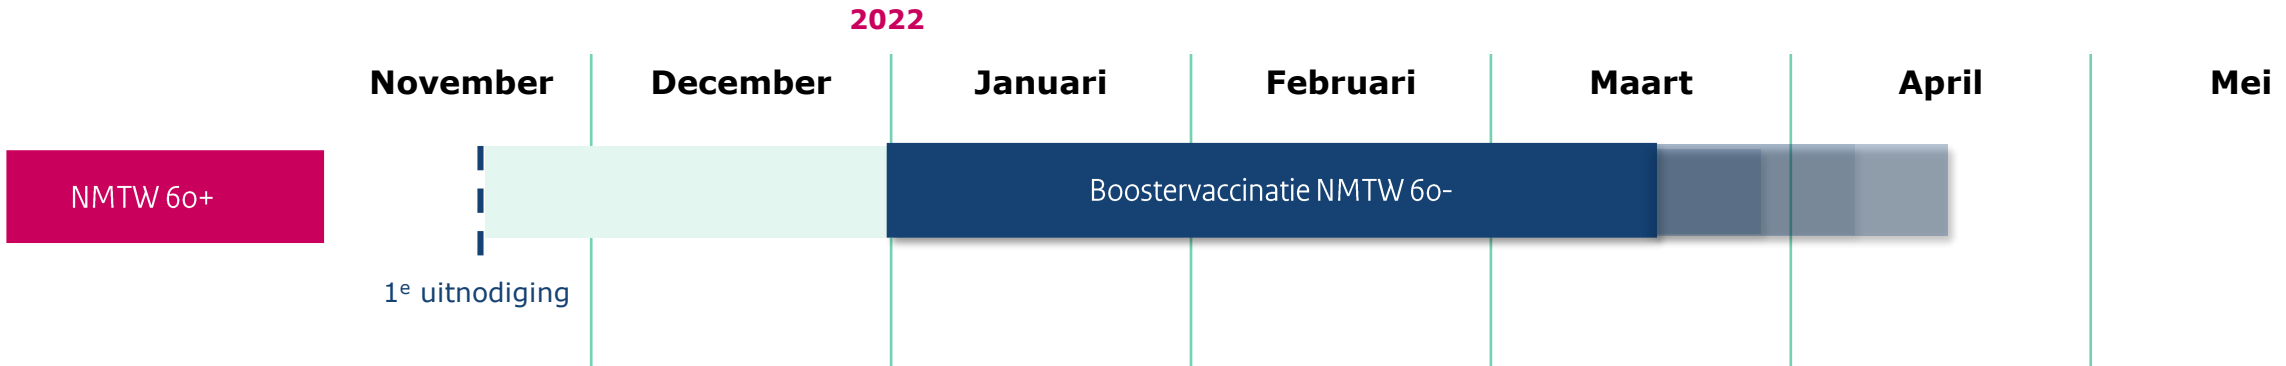 2022
November December Januari Februari Maart April Mei
NMTW 60+
Boostervaccinatie NMTW 60-
1e uitnodiging